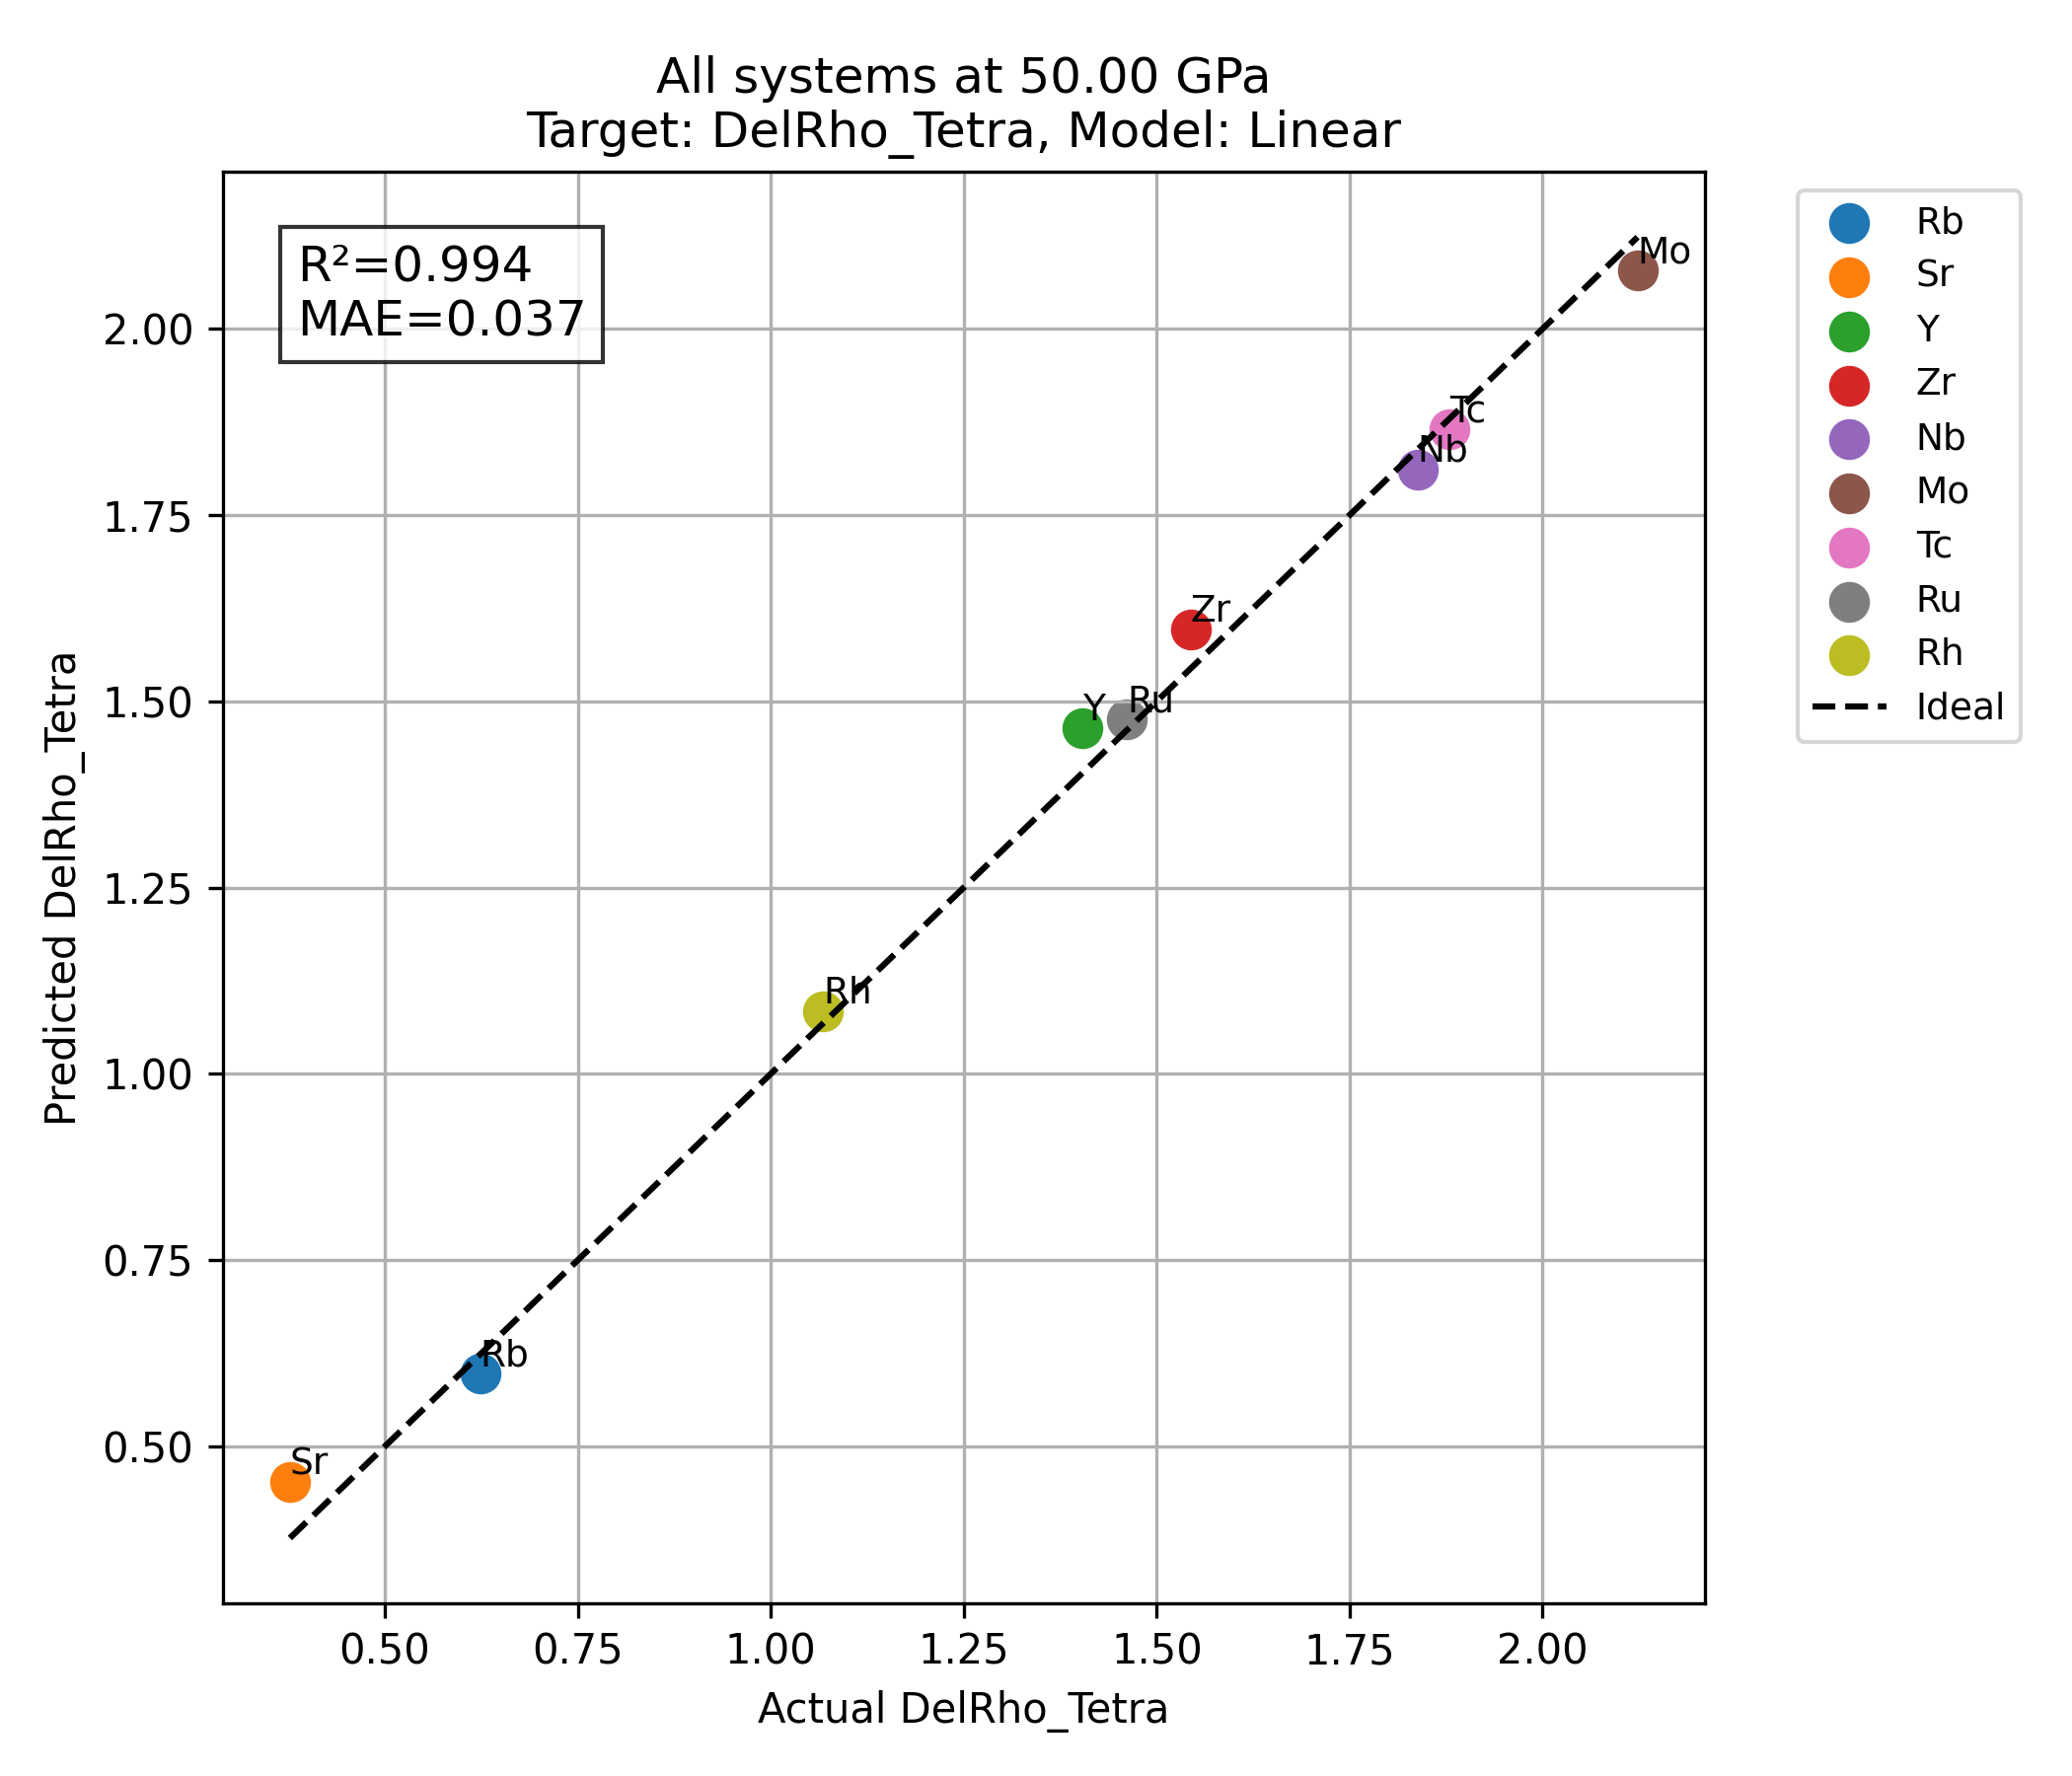 All systems at 50.00 GPa
Target: DelRho_Tetra, Model: Linear
R²=0.994
MAE=0.037
Predicted DelRho_Tetra
2.00
1.75
1.50
1.25
1.00
0.75
0.50
Mo
Tc
Nb
Zr
Ru
Y
Rh
Rb
Sr
0.50 0.75 1.00 1.25 1.50 1.75 2.00
Actual DelRho_Tetra
Rb
Sr
Y
Zr
Nb
Mo
Tc
Ru
Rh
Ideal